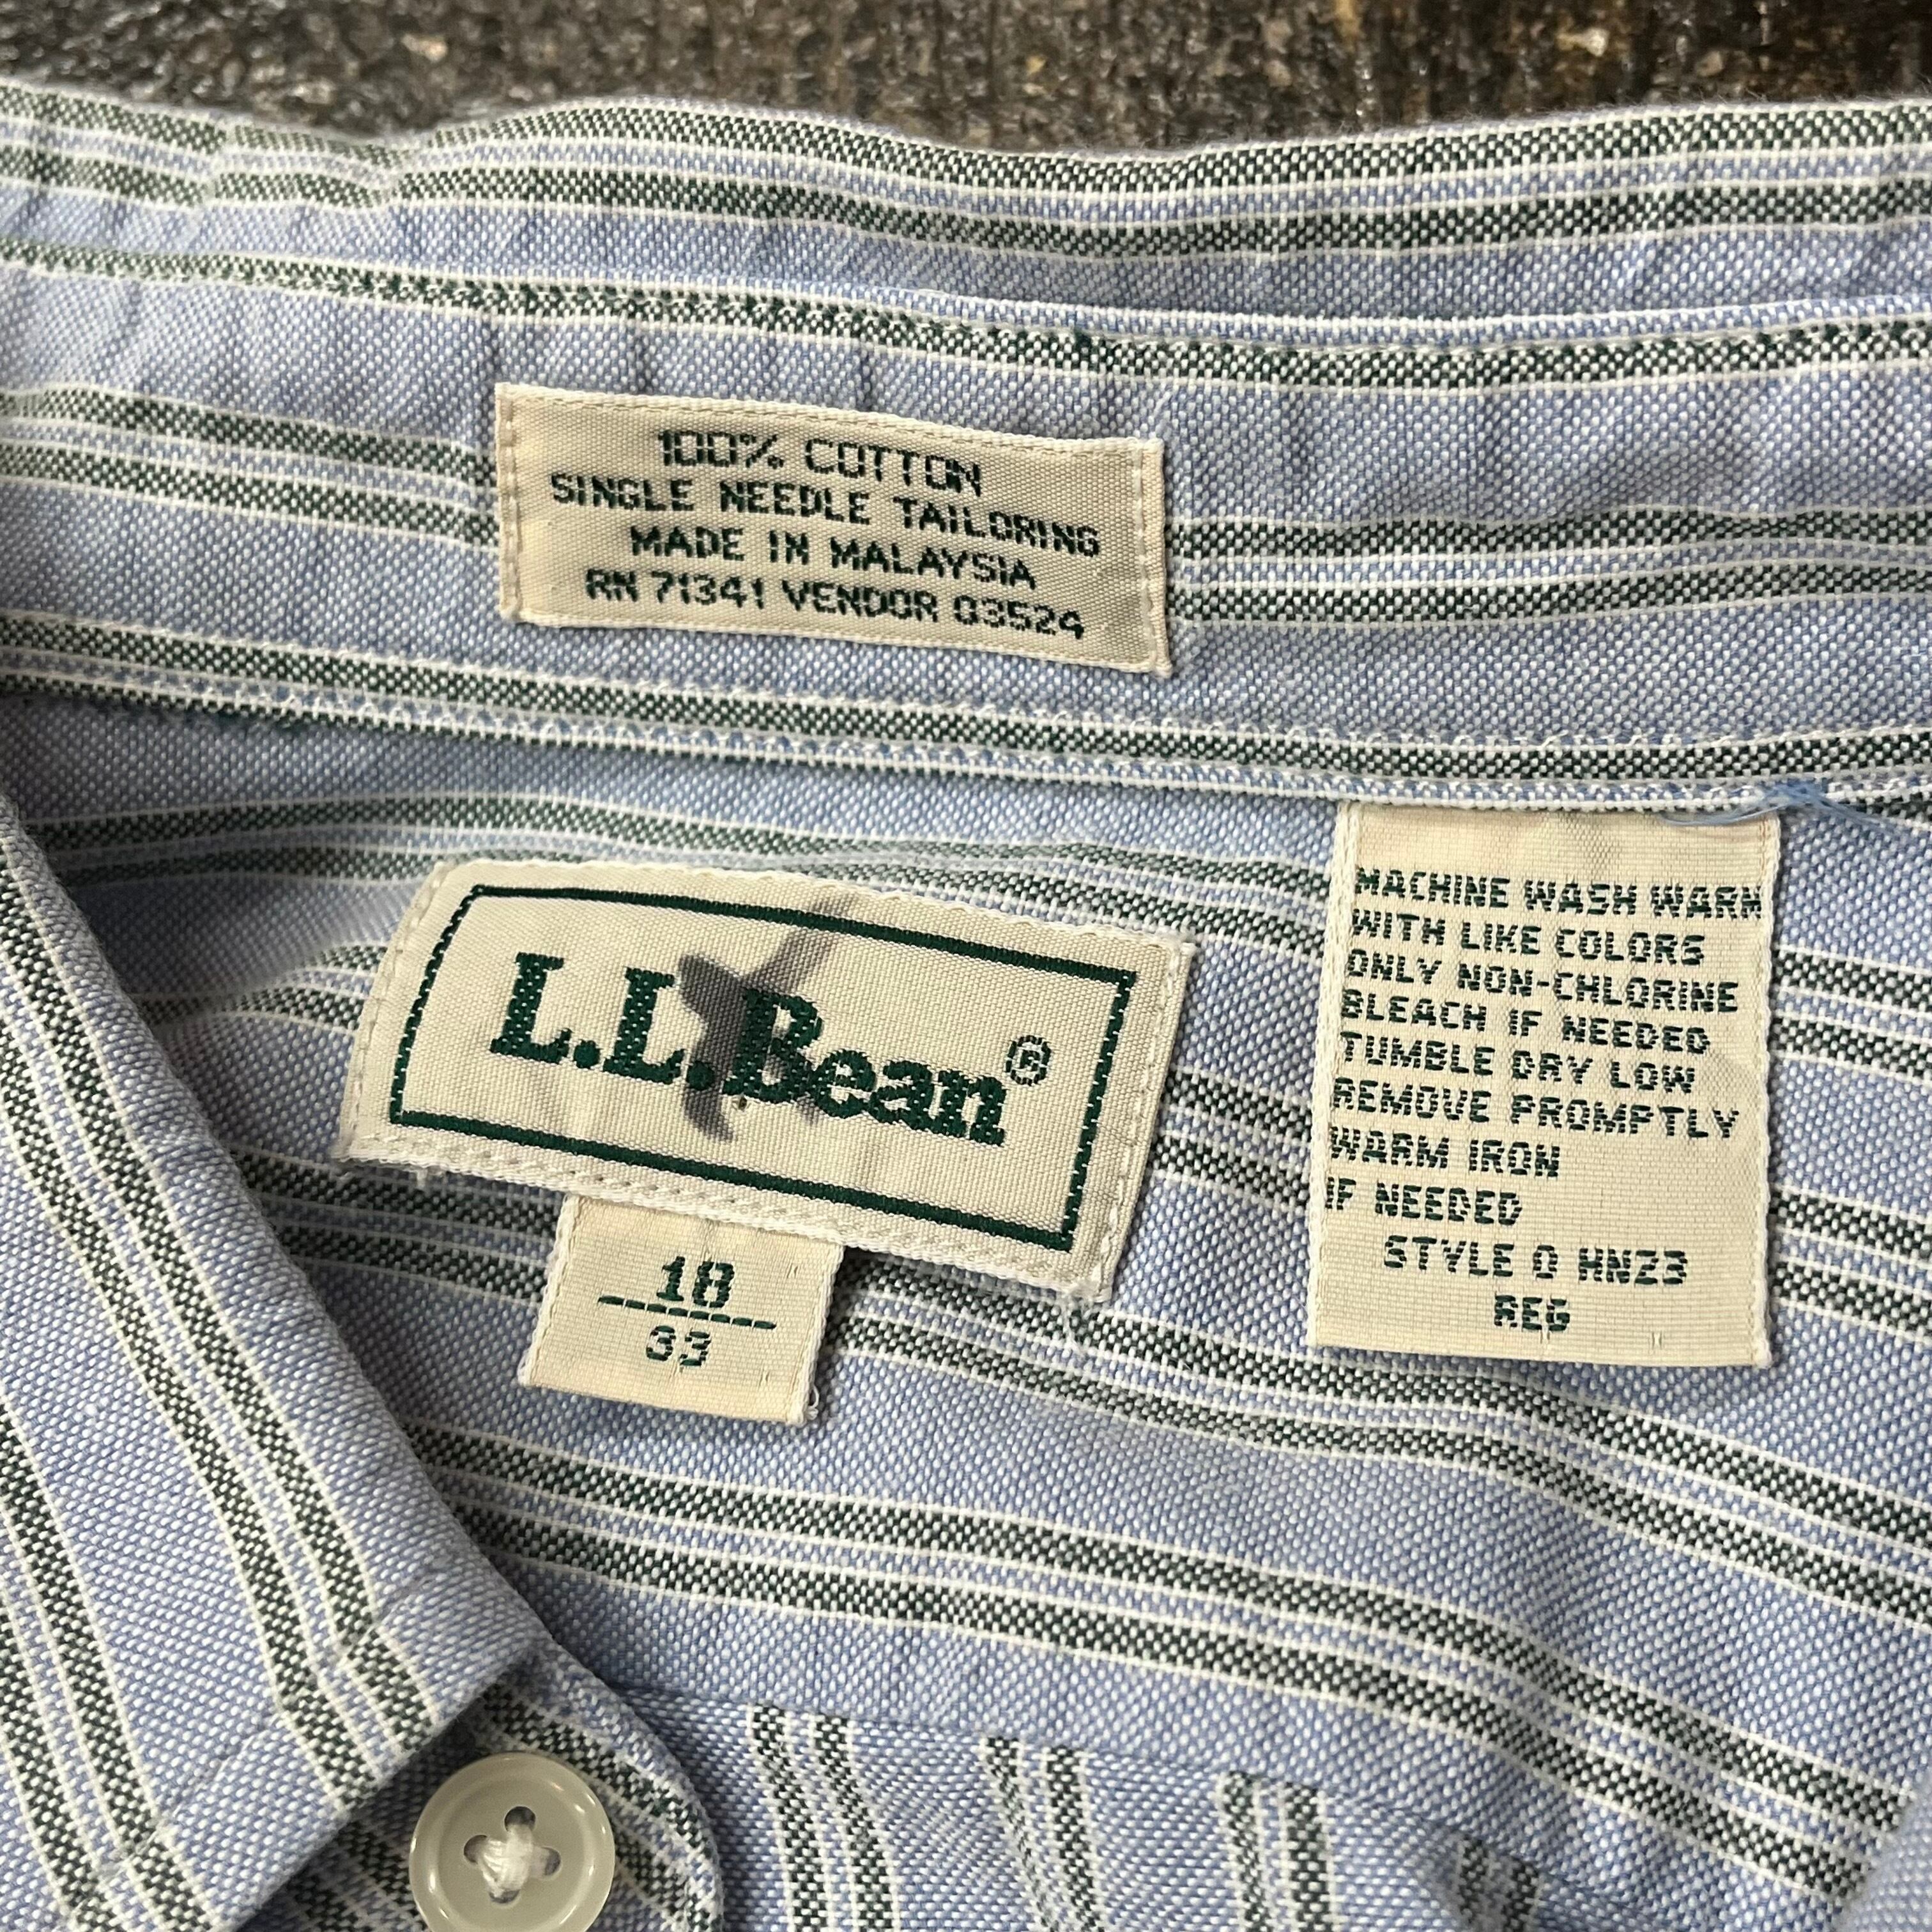 100% COTTON
SINGLE NEEDLE TAILORING
MADE IN MALAYSIA
RN 71341 VENDOR 03524
L.L.Bean®
18
33
MACHINE WASH WARM
WITH LIKE COLORS
ONLY NON-CHLORINE
BLEACH IF NEEDED
TUMBLE DRY LOW
REMOVE PROMPTLY
WARM IRON
IF NEEDED
STYLE 0 HN23
REG